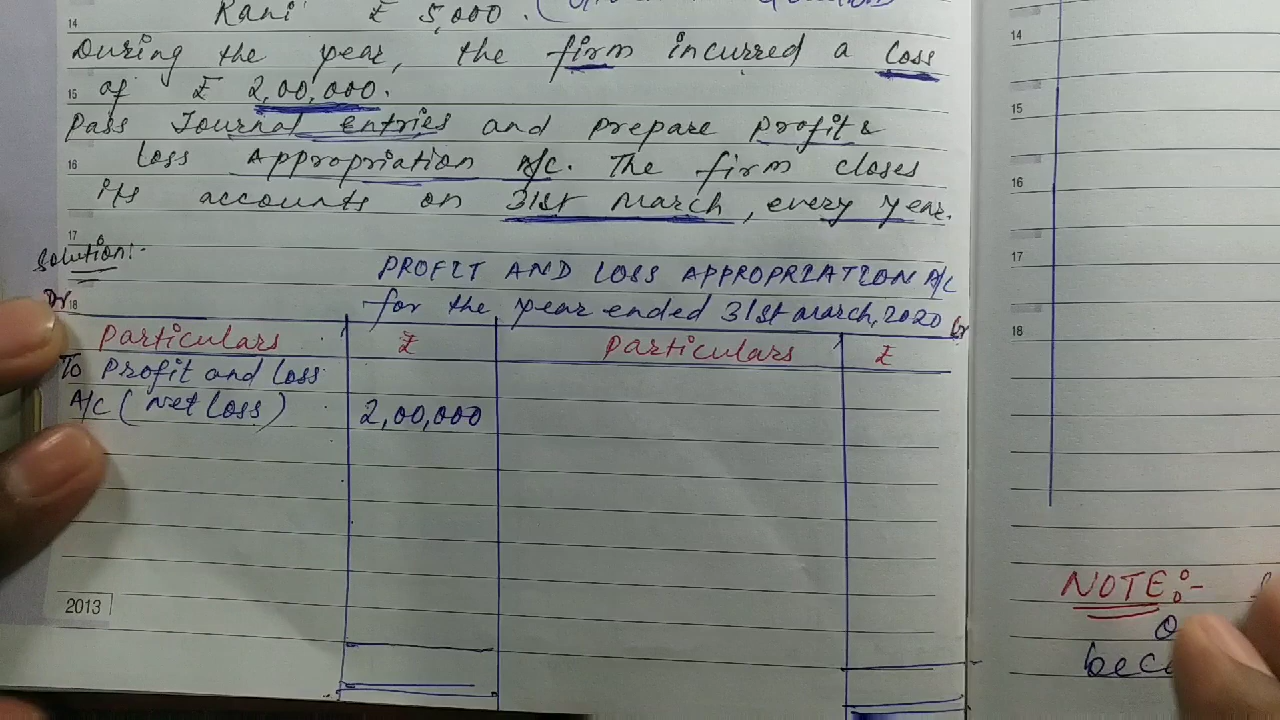 14
Rani ₹ 5,000. (
During the year, the firm incurred a loss
15 of ₹ 2,00,000.
Pass Journal entries and prepare Profit &
16 Loss Appropriation A/c. The firm closes
its accounts on 31st March, every year.
17
Solution:-
PROFIT AND LOSS APPROPRIATION A/C
Dr 18 for the year ended 31st March, 2020 Cr
Particulars ₹ Particulars ₹
To Profit and Loss
A/C (Net Loss) 2,00,000
2013
14
15
16
17
18
NOTE:-